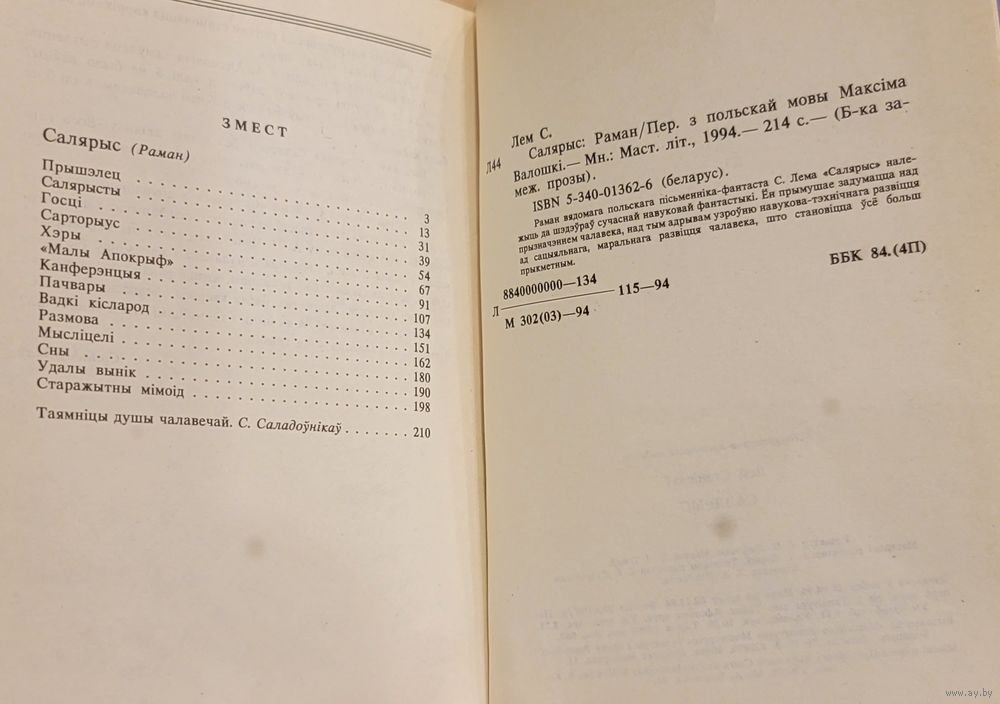 ЗМЕСТ
Салярыс (Раман)
Прышэлец . . . 3
Салярысты . . . 13
Госці . . . 31
Сарторыус . . . 39
Хэры . . . 54
«Малы Апокрыф» . . . 67
Канферэнцыя . . . 91
Пачвары . . . 107
Вадкі кісларод . . . 134
Размова . . . 151
Мысліцелі . . . 162
Сны . . . 180
Удалы вынік . . . 190
Старажытны мімоід . . . 198
Таямніцы душы чалавечай. С. Саладоўнікаў . . . 210
Лем С.
Л44 Салярыс: Раман/Пер. з польскай мовы Максіма
Валошкі.— Мн.: Маст. літ., 1994.— 214 с.— (Б-ка за-
меж. прозы).
ISBN 5-340-01362-6 (беларус).
Раман вядомага польскага пісьменніка-фантаста С. Лема «Салярыс» нале-
жыць да шэдэўраў сучаснай навуковай фантастыкі. Ён прымушае задумацца над
прызначэннем чалавека, над тым адрывам узроўню навукова-тэхнічнага развіцця
ад сацыяльнага, маральнага развіцця чалавека, што становіцца ўсё больш
прыкметным.
8840000000—134
Л 115—94
М 302(03)—94
ББК 84.(4П)
www.ay.by